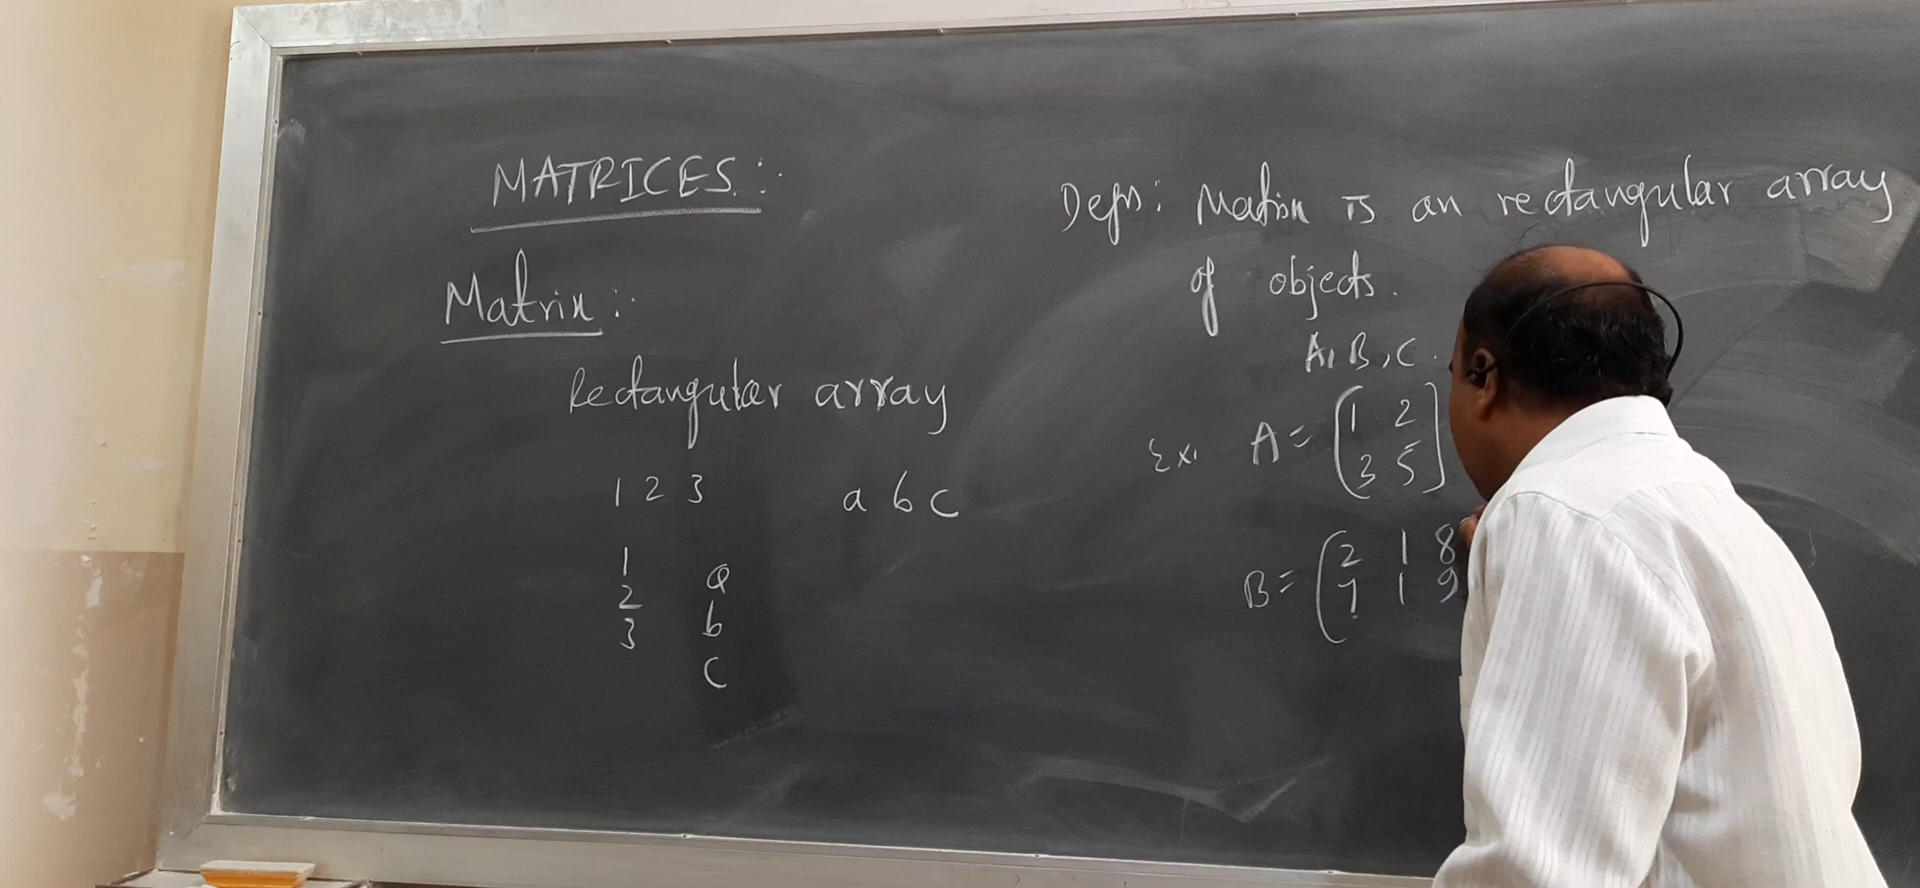 MATRICES:
Matrix:
Rectangular array
1 2 3 a b c
1 a
2 b
3 c
Defn: Matrix is an rectangular array
of objects.
A, B, C.
Ex. A = [1 2
3 5]
B = [2 1 8
7 1 9